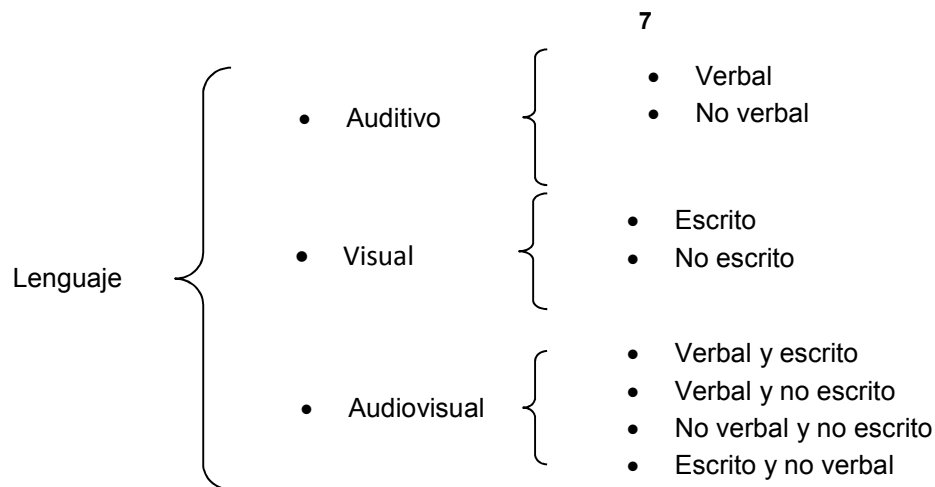 7
Lenguaje
• Auditivo
• Verbal
• No verbal
• Visual
• Escrito
• No escrito
• Audiovisual
• Verbal y escrito
• Verbal y no escrito
• No verbal y no escrito
• Escrito y no verbal